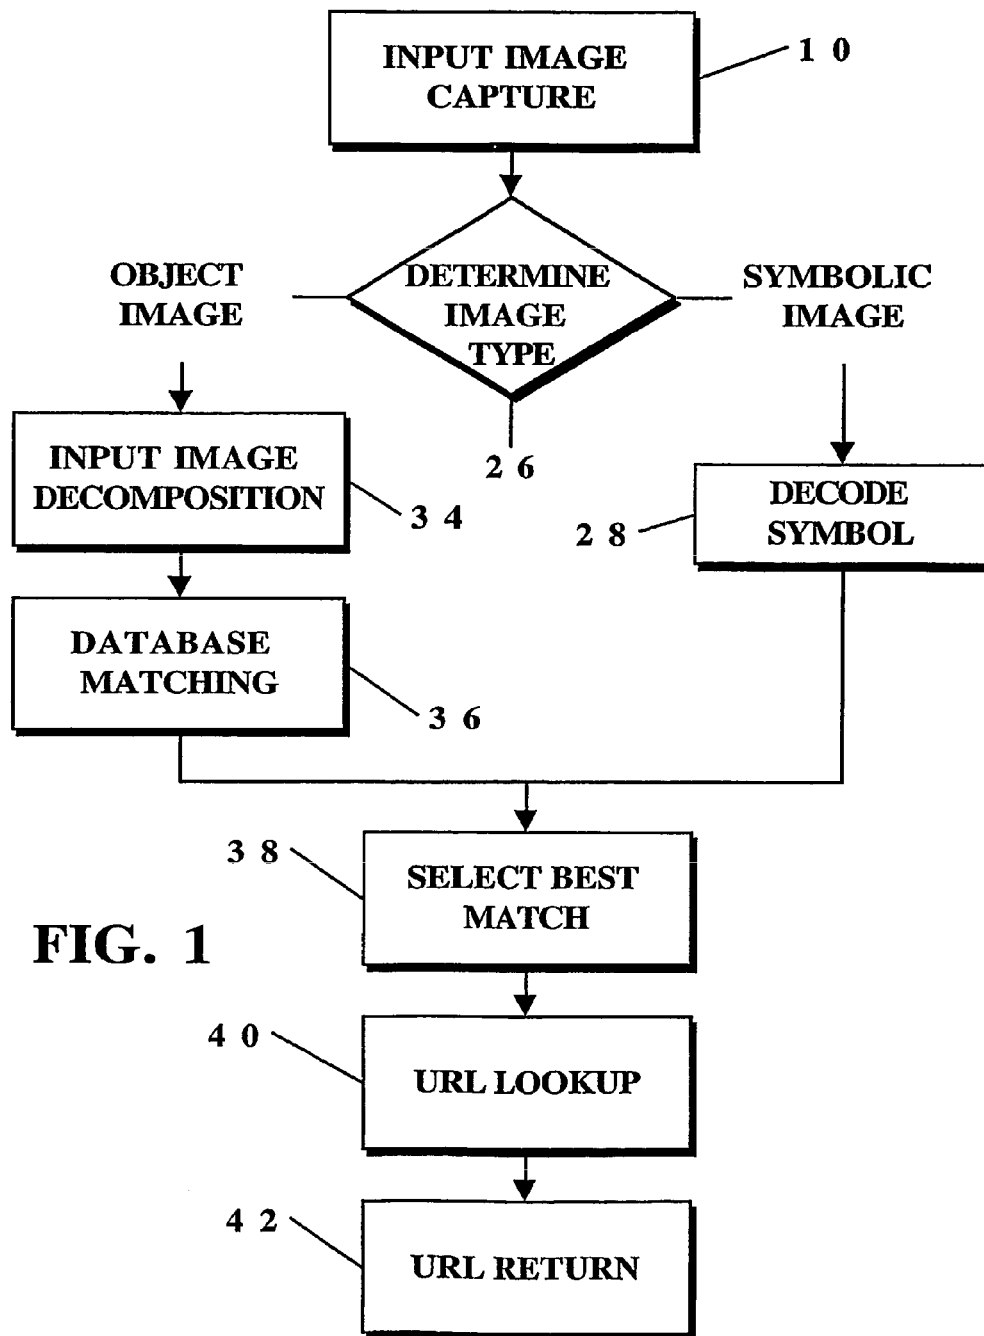 INPUT IMAGE
CAPTURE
1 0
OBJECT
IMAGE
DETERMINE
IMAGE
TYPE
SYMBOLIC
IMAGE
2 6
INPUT IMAGE
DECOMPOSITION
3 4
2 8
DECODE
SYMBOL
DATABASE
MATCHING
3 6
3 8
SELECT BEST
MATCH
FIG. 1
4 0
URL LOOKUP
4 2
URL RETURN